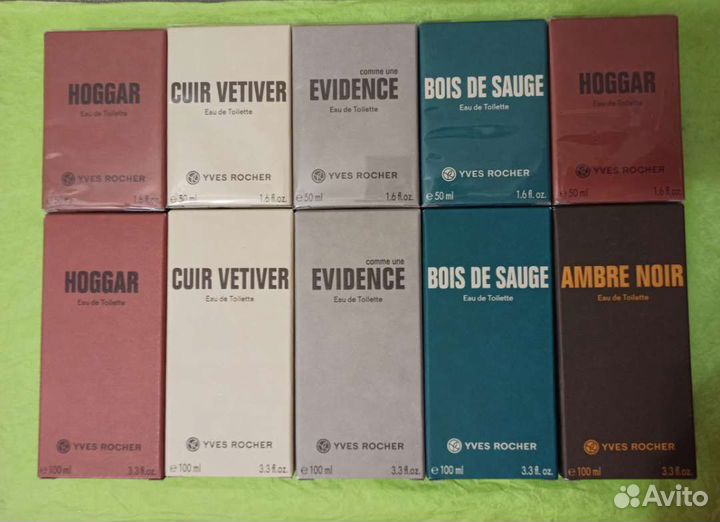 HOGGAR
Eau de Toilette
YVES ROCHER
℮ 50 ml 1.6 fl.oz.
CUIR VETIVER
Eau de Toilette
YVES ROCHER
℮ 50 ml 1.6 fl.oz.
comme une
EVIDENCE
Eau de Toilette
YVES ROCHER
℮ 50 ml 1.6 fl.oz.
BOIS DE SAUGE
Eau de Toilette
YVES ROCHER
℮ 50 ml 1.6 fl.oz.
HOGGAR
Eau de Toilette
YVES ROCHER
℮ 50 ml 1.6 fl.oz.
HOGGAR
Eau de Toilette
YVES ROCHER
℮ 100 ml 3.3 fl.oz.
CUIR VETIVER
Eau de Toilette
YVES ROCHER
℮ 100 ml 3.3 fl.oz.
comme une
EVIDENCE
Eau de Toilette
YVES ROCHER
℮ 100 ml 3.3 fl.oz.
BOIS DE SAUGE
Eau de Toilette
YVES ROCHER
℮ 100 ml 3.3 fl.oz.
AMBRE NOIR
Eau de Toilette
YVES ROCHER
℮ 100 ml 3.3 fl.oz.
Avito